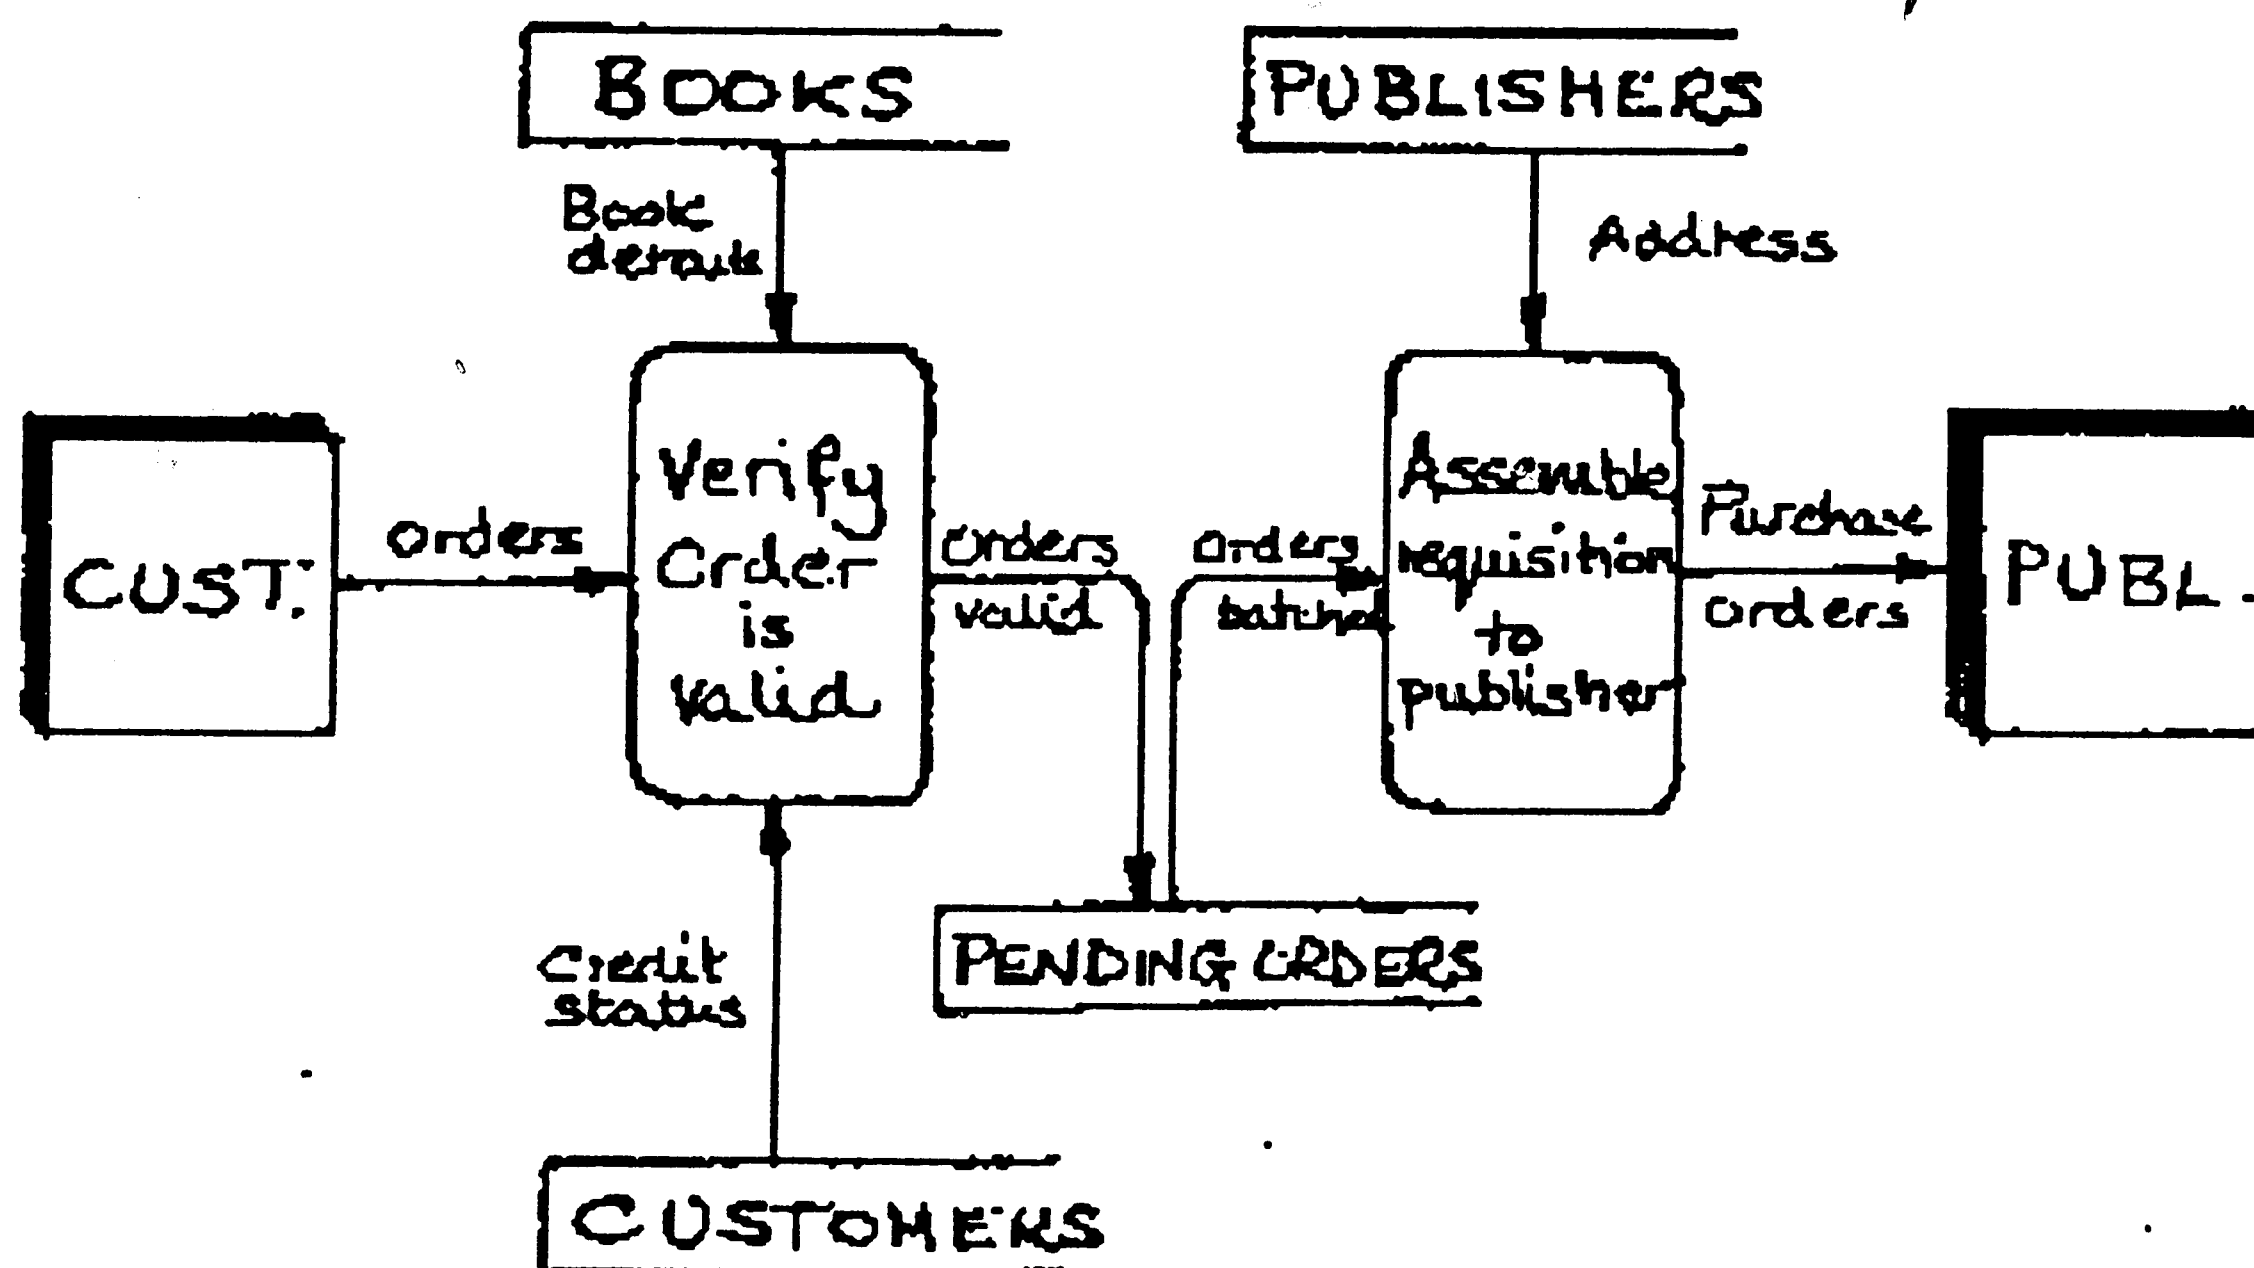 BOOKS
PUBLISHERS
Book
details
Address
CUST.
Orders
Verify
Order
is
valid
Orders
valid
Orders
batched
Assemble
requisition
to
publisher
Purchase
orders
PUBL.
PENDING ORDERS
Credit
status
CUSTOMERS